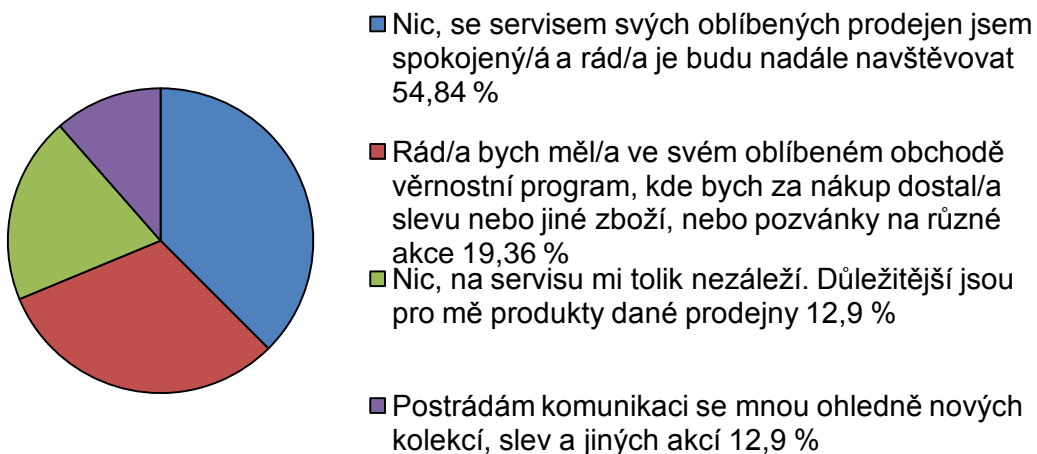 Nic, se servisem svých oblíbených prodejen jsem
spokojený/á a rád/a je budu nadále navštěvovat
54,84 %
Rád/a bych měl/a ve svém oblíbeném obchodě
věrnostní program, kde bych za nákup dostal/a
slevu nebo jiné zboží, nebo pozvánky na různé
akce 19,36 %
Nic, na servisu mi tolik nezáleží. Důležitější jsou
pro mě produkty dané prodejny 12,9 %
Postrádám komunikaci se mnou ohledně nových
kolekcí, slev a jiných akcí 12,9 %